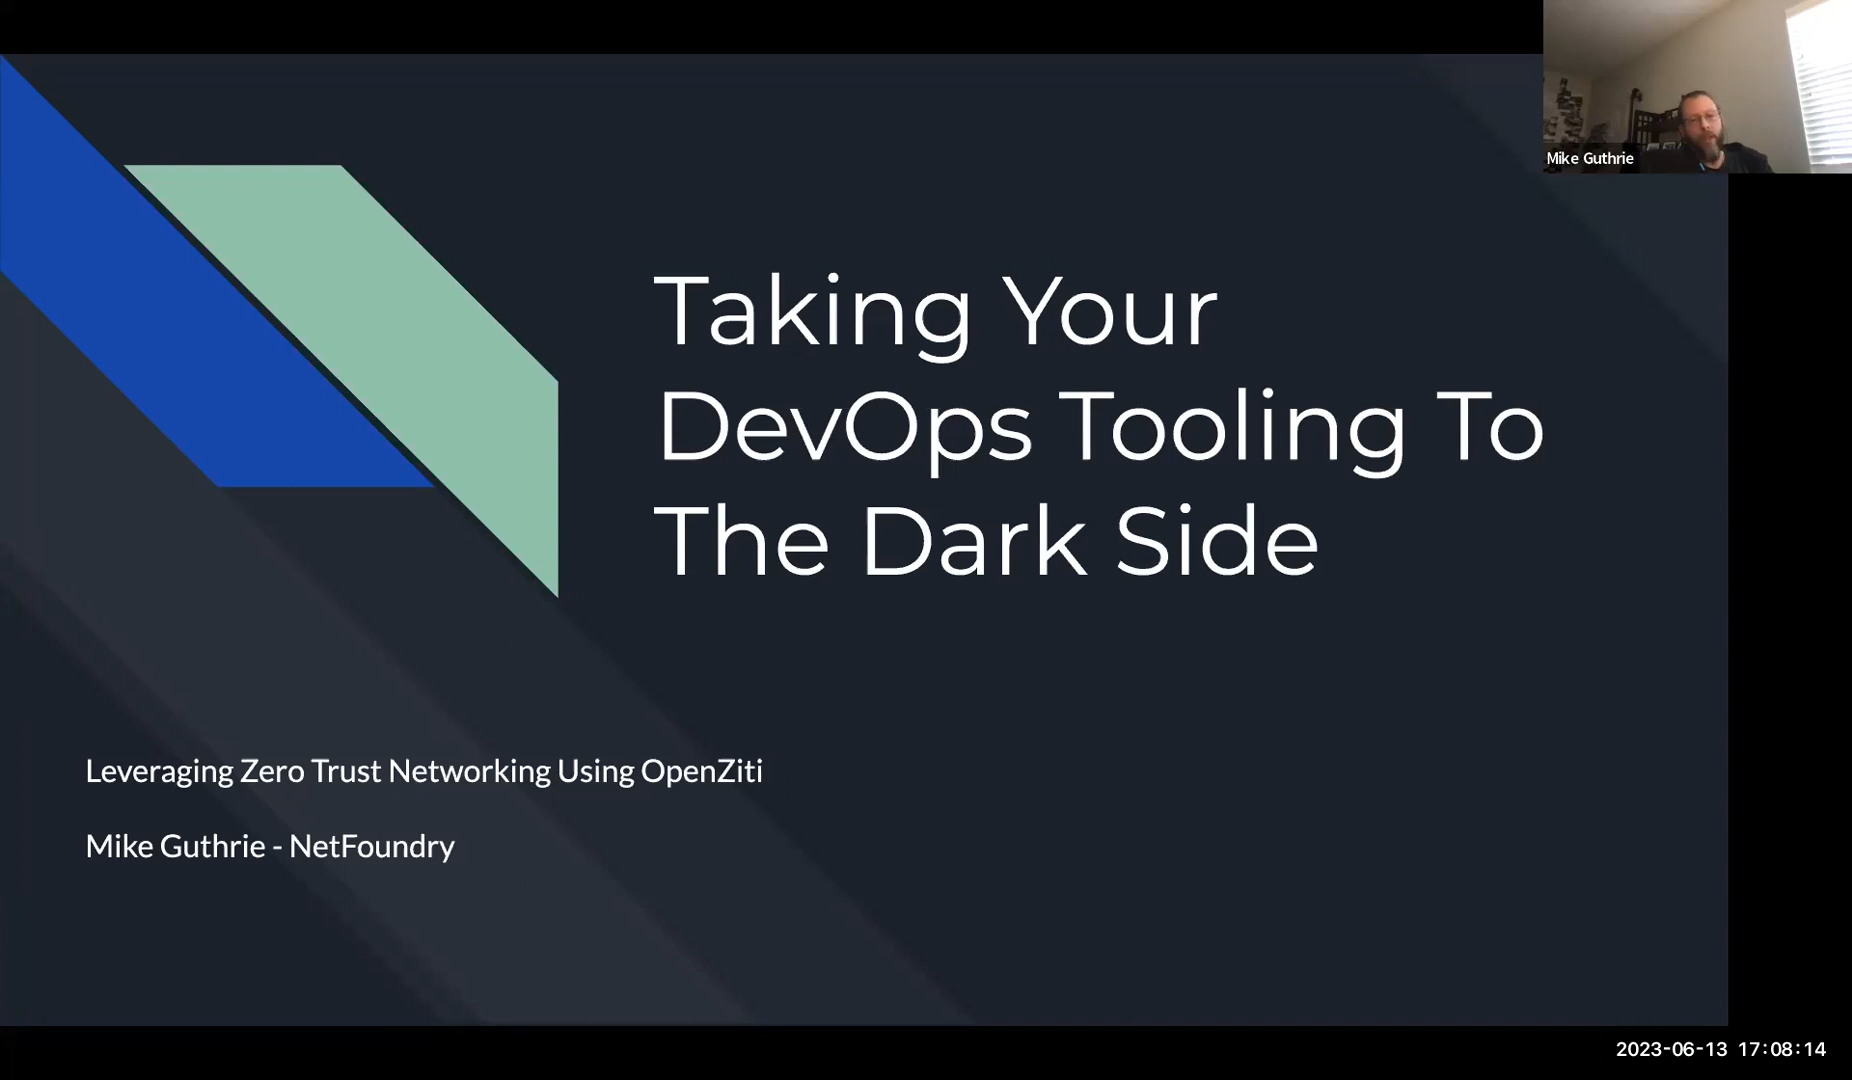 Mike Guthrie
Taking Your
DevOps Tooling To
The Dark Side
Leveraging Zero Trust Networking Using OpenZiti
Mike Guthrie - NetFoundry
2023-06-13 17:08:14